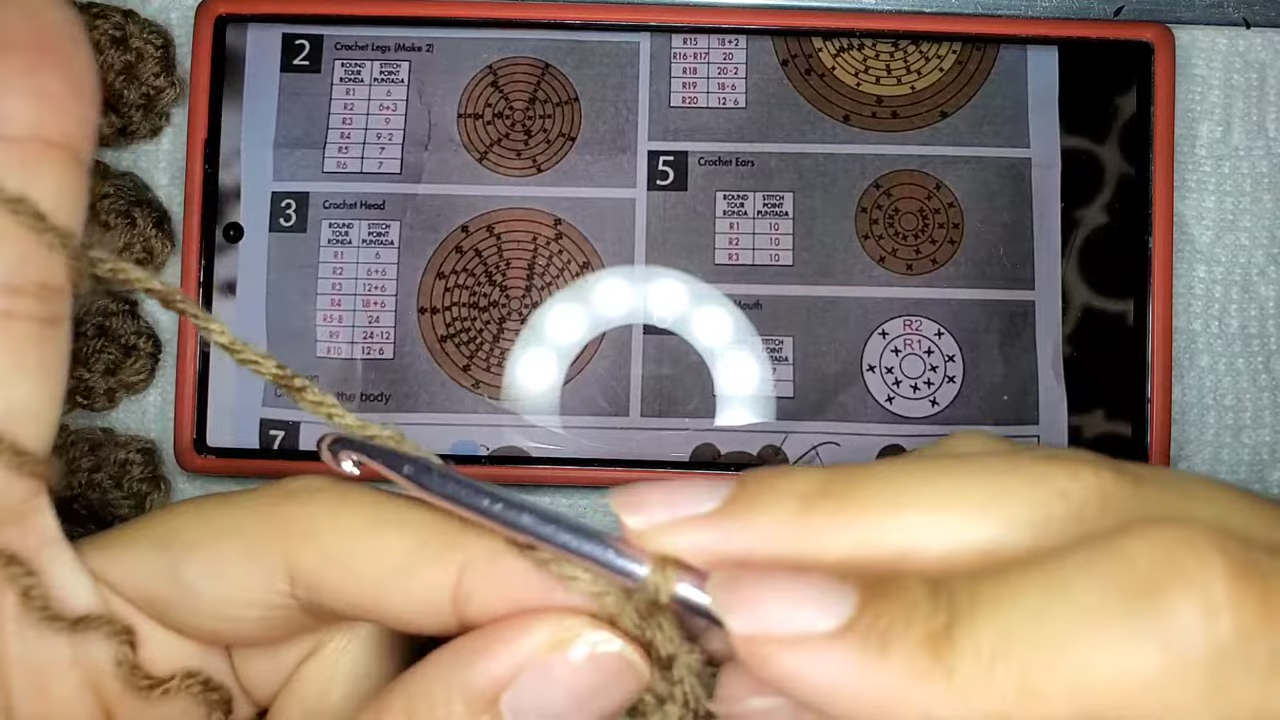 2
Crochet Legs (Make 2)
ROUND TOUR RONDA STITCH POINT PUNTADA
R1 6
R2 6+3
R3 9
R4 9-2
R5 7
R6 7
3
Crochet Head
ROUND TOUR RONDA STITCH POINT PUNTADA
R1 6
R2 6+6
R3 12+6
R4 18+6
R5-8 24
R9 24-12
R10 12-6
the body
R15 18+2
R16-R17 20
R18 20-2
R19 18-6
R20 12-6
5
Crochet Ears
ROUND TOUR RONDA STITCH POINT PUNTADA
R1 10
R2 10
R3 10
Mouth
STITCH POINT PUNTADA
7
R2
R1
7